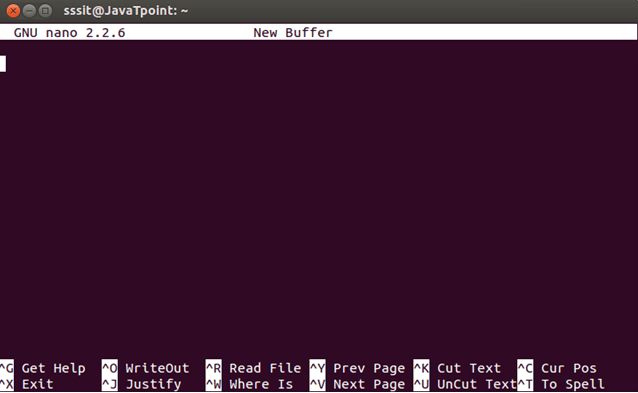 sssit@JavaTpoint: ~
GNU nano 2.2.6 New Buffer
^G Get Help ^O WriteOut ^R Read File ^Y Prev Page ^K Cut Text ^C Cur Pos
^X Exit ^J Justify ^W Where Is ^V Next Page ^U UnCut Text ^T To Spell